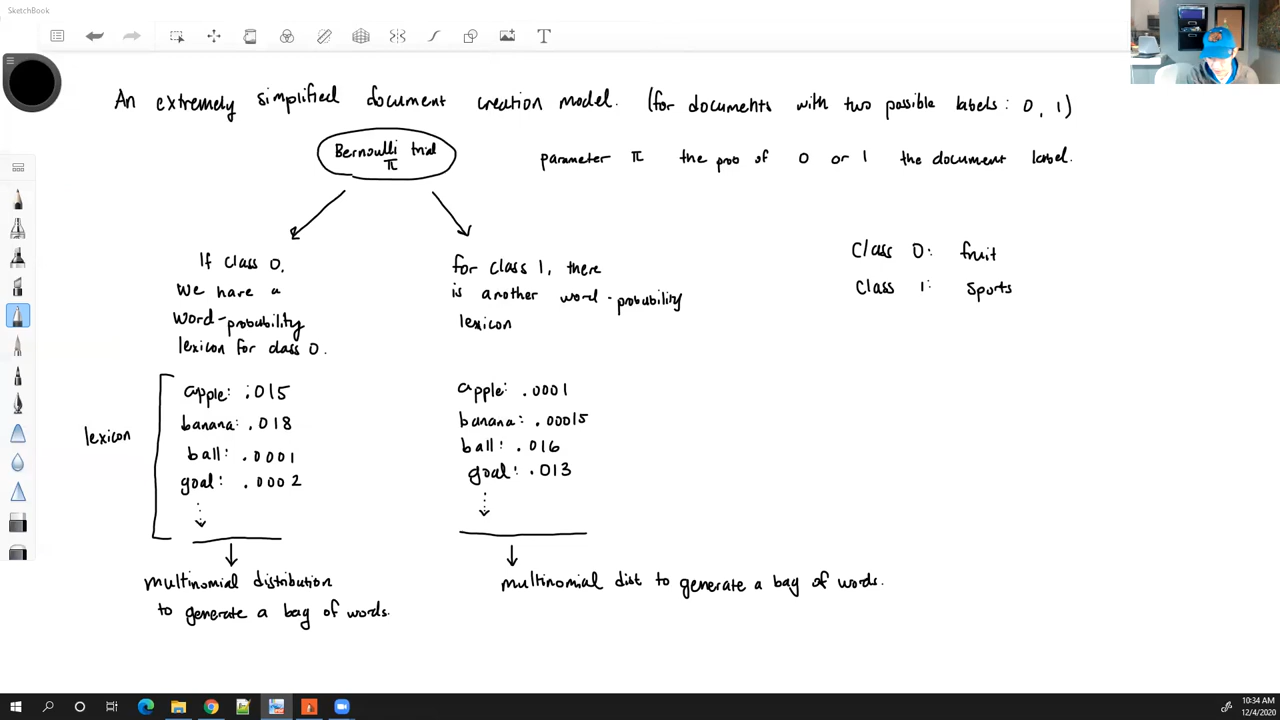 SketchBook
An extremely simplified document creation model. (for documents with two possible labels: 0, 1)
Bernoulli trial
π
parameter π the prob of 0 or 1 the document label.
If class 0,
we have a
word-probability
lexicon for class 0.
for class 1, there
is another word-probability
lexicon
Class 0: fruit
Class 1: Sports
lexicon
apple: .015
banana: .018
ball: .0001
goal: .0002
apple: .0001
banana: .00015
ball: .016
goal: .013
multinomial distribution
to generate a bag of words.
multinomial dist to generate a bag of words.
10:34 AM
12/4/2020